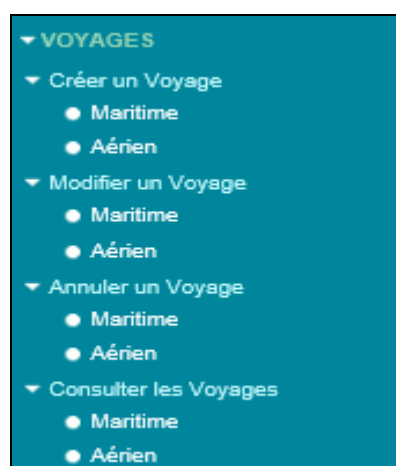 VOYAGES
Créer un Voyage
Maritime
Aérien
Modifier un Voyage
Maritime
Aérien
Annuler un Voyage
Maritime
Aérien
Consulter les Voyages
Maritime
Aérien